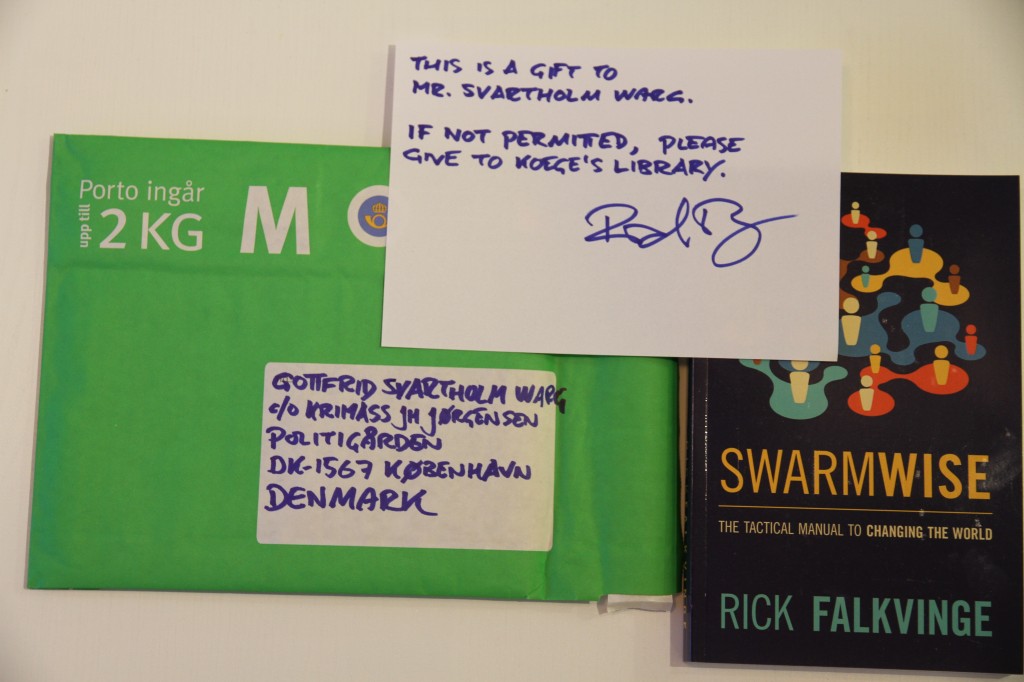 THIS IS A GIFT TO
MR. SVARTHOLM WARG.
IF NOT PERMITTED, PLEASE
GIVE TO KOEGE'S LIBRARY.
Porto ingår
upp till
2 KG
M
GOTTFRID SVARTHOLM WARG
c/o KRIMASS JH JØRGENSEN
POLITIGÅRDEN
DK-1567 KØBENHAVN
DENMARK
SWARMWISE
THE TACTICAL MANUAL TO CHANGING THE WORLD
RICK FALKVINGE